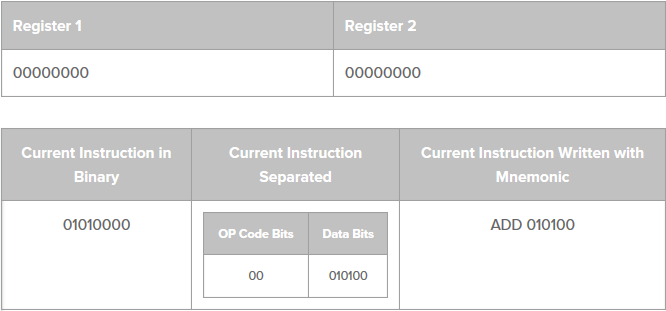 Register 1 Register 2
00000000 00000000
Current Instruction in Current Instruction Current Instruction Written with
Binary Separated Mnemonic
01010000 ADD 010100
OP Code Bits Data Bits
00 010100